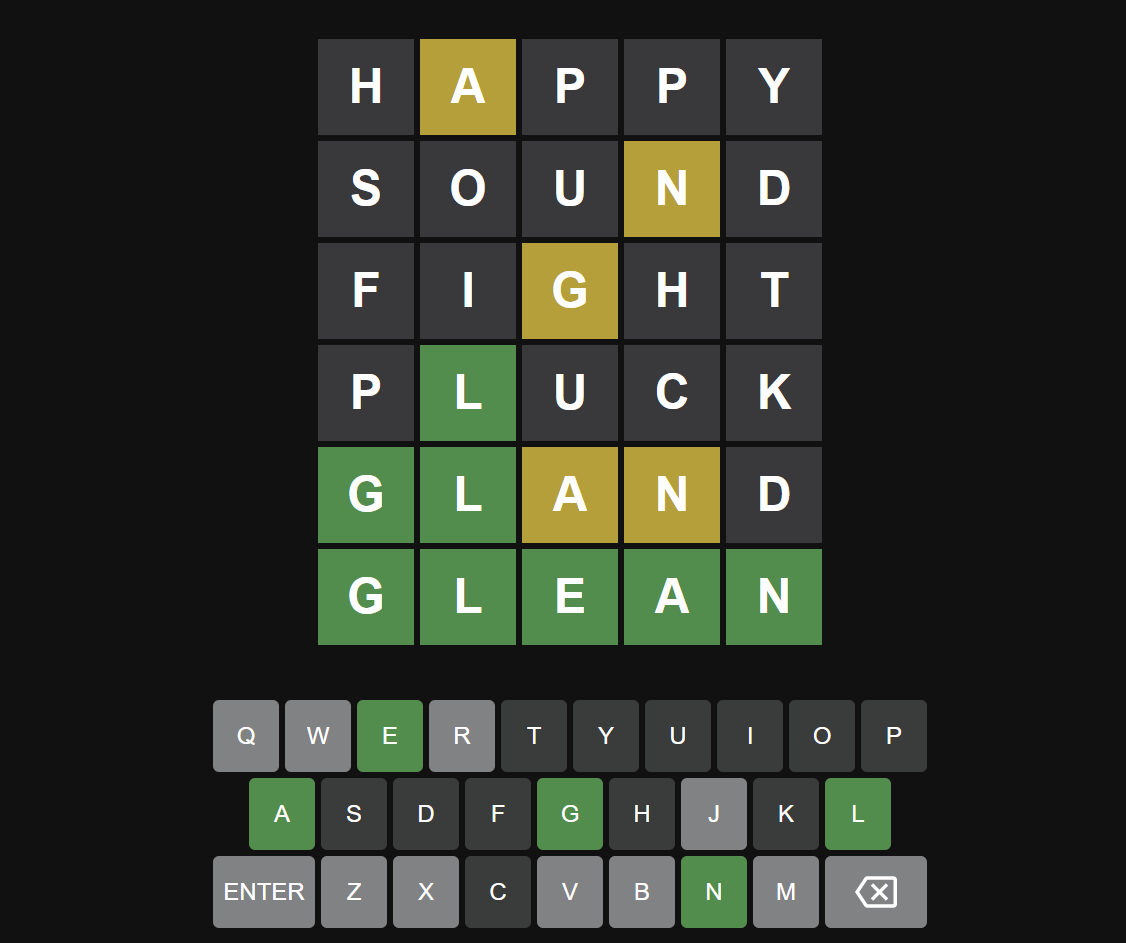 H A P P Y
S O U N D
F I G H T
P L U C K
G L A N D
G L E A N
Q W E R T Y U I O P
A S D F G H J K L
ENTER Z X C V B N M